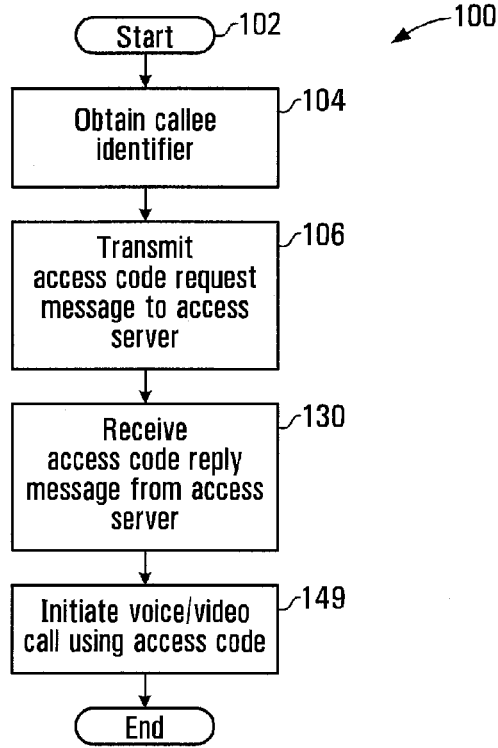 Start
102
100
Obtain callee
identifier
104
Transmit
access code request
message to access
server
106
Receive
access code reply
message from access
server
130
Initiate voice/video
call using access code
149
End